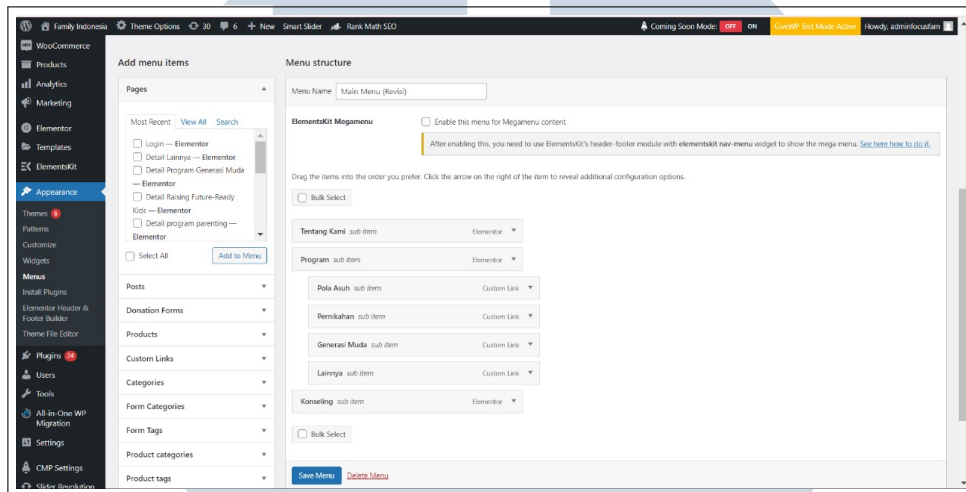 Family Indonesia Theme Options 30 6 New Smart Slider Rank Math SEO Coming Soon Mode: OFF ON GiveWP Test Mode Active Howdy, adminfocusfam
WooCommerce
Products
Analytics
Marketing
Elementor
Templates
ElementsKit
Appearance
Themes 6
Patterns
Customize
Widgets
Menus
Install Plugins
Elementor Header &
Footer Builder
Theme File Editor
Plugins 24
Users
Tools
All-in-One WP
Migration
Settings
CMP Settings
Slider Revolution
Add menu items
Pages
Most Recent View All Search
Login — Elementor
Detail Lainnya — Elementor
Detail Program Generasi Muda
— Elementor
Detail Raising Future-Ready
Kids — Elementor
Detail program parenting —
Elementor
Select All Add to Menu
Posts
Donation Forms
Products
Custom Links
Categories
Form Categories
Form Tags
Product categories
Product tags
Menu structure
Menu Name Main Menu (Revisi)
ElementsKit Megamenu Enable this menu for Megamenu content
After enabling this, you need to use ElementsKit's header-footer module with elementskit nav-menu widget to show the mega menu. See here how to do it.
Drag the items into the order you prefer. Click the arrow on the right of the item to reveal additional configuration options.
Bulk Select
Tentang Kami sub item Elementor
Program sub item Elementor
Pola Asuh sub item Custom Link
Pernikahan sub item Custom Link
Generasi Muda sub item Custom Link
Lainnya sub item Custom Link
Konseling sub item Elementor
Bulk Select
Save Menu Delete Menu